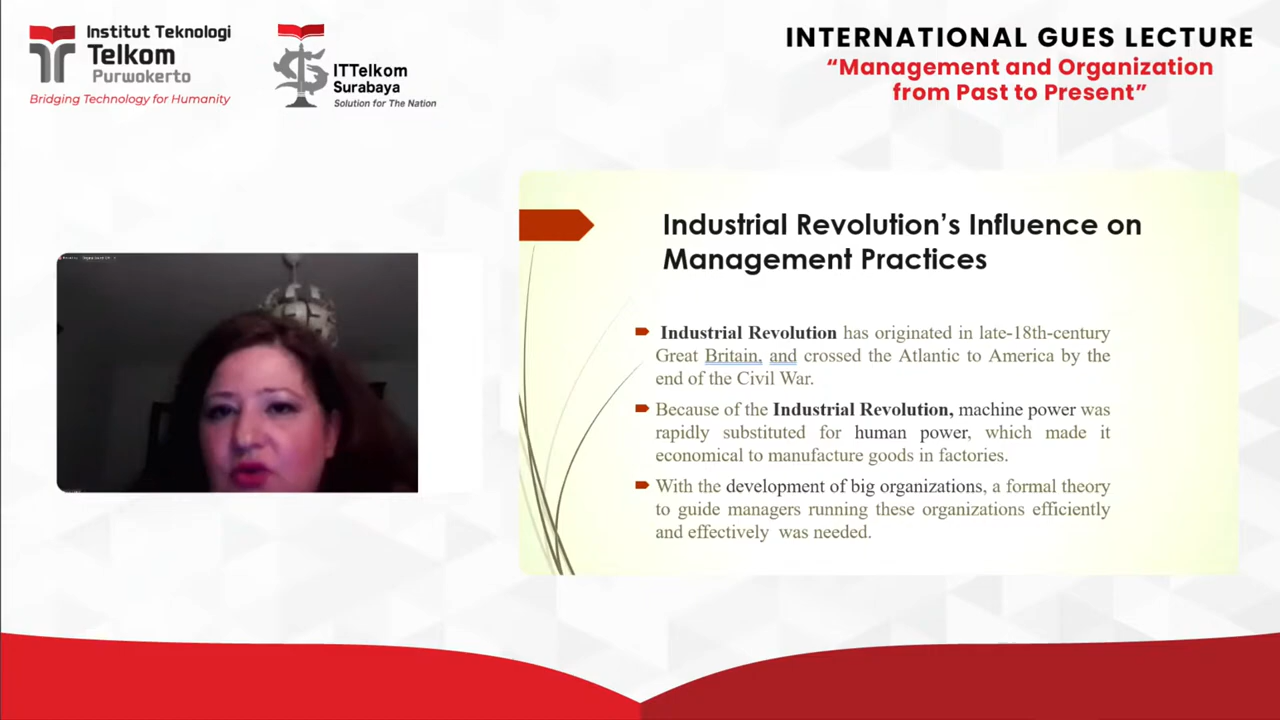 Institut Teknologi
Telkom
Purwokerto
Bridging Technology for Humanity
ITTelkom
Surabaya
Solution for The Nation
INTERNATIONAL GUES LECTURE
“Management and Organization
from Past to Present”
Industrial Revolution’s Influence on
Management Practices
Industrial Revolution has originated in late-18th-century
Great Britain, and crossed the Atlantic to America by the
end of the Civil War.
Because of the Industrial Revolution, machine power was
rapidly substituted for human power, which made it
economical to manufacture goods in factories.
With the development of big organizations, a formal theory
to guide managers running these organizations efficiently
and effectively was needed.